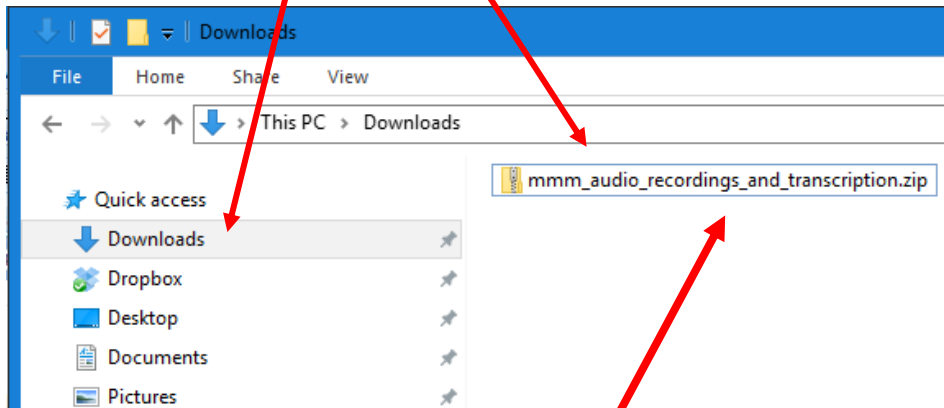 Downloads
File Home Share View
This PC > Downloads
mmm_audio_recordings_and_transcription.zip
Quick access
Downloads
Dropbox
Desktop
Documents
Pictures